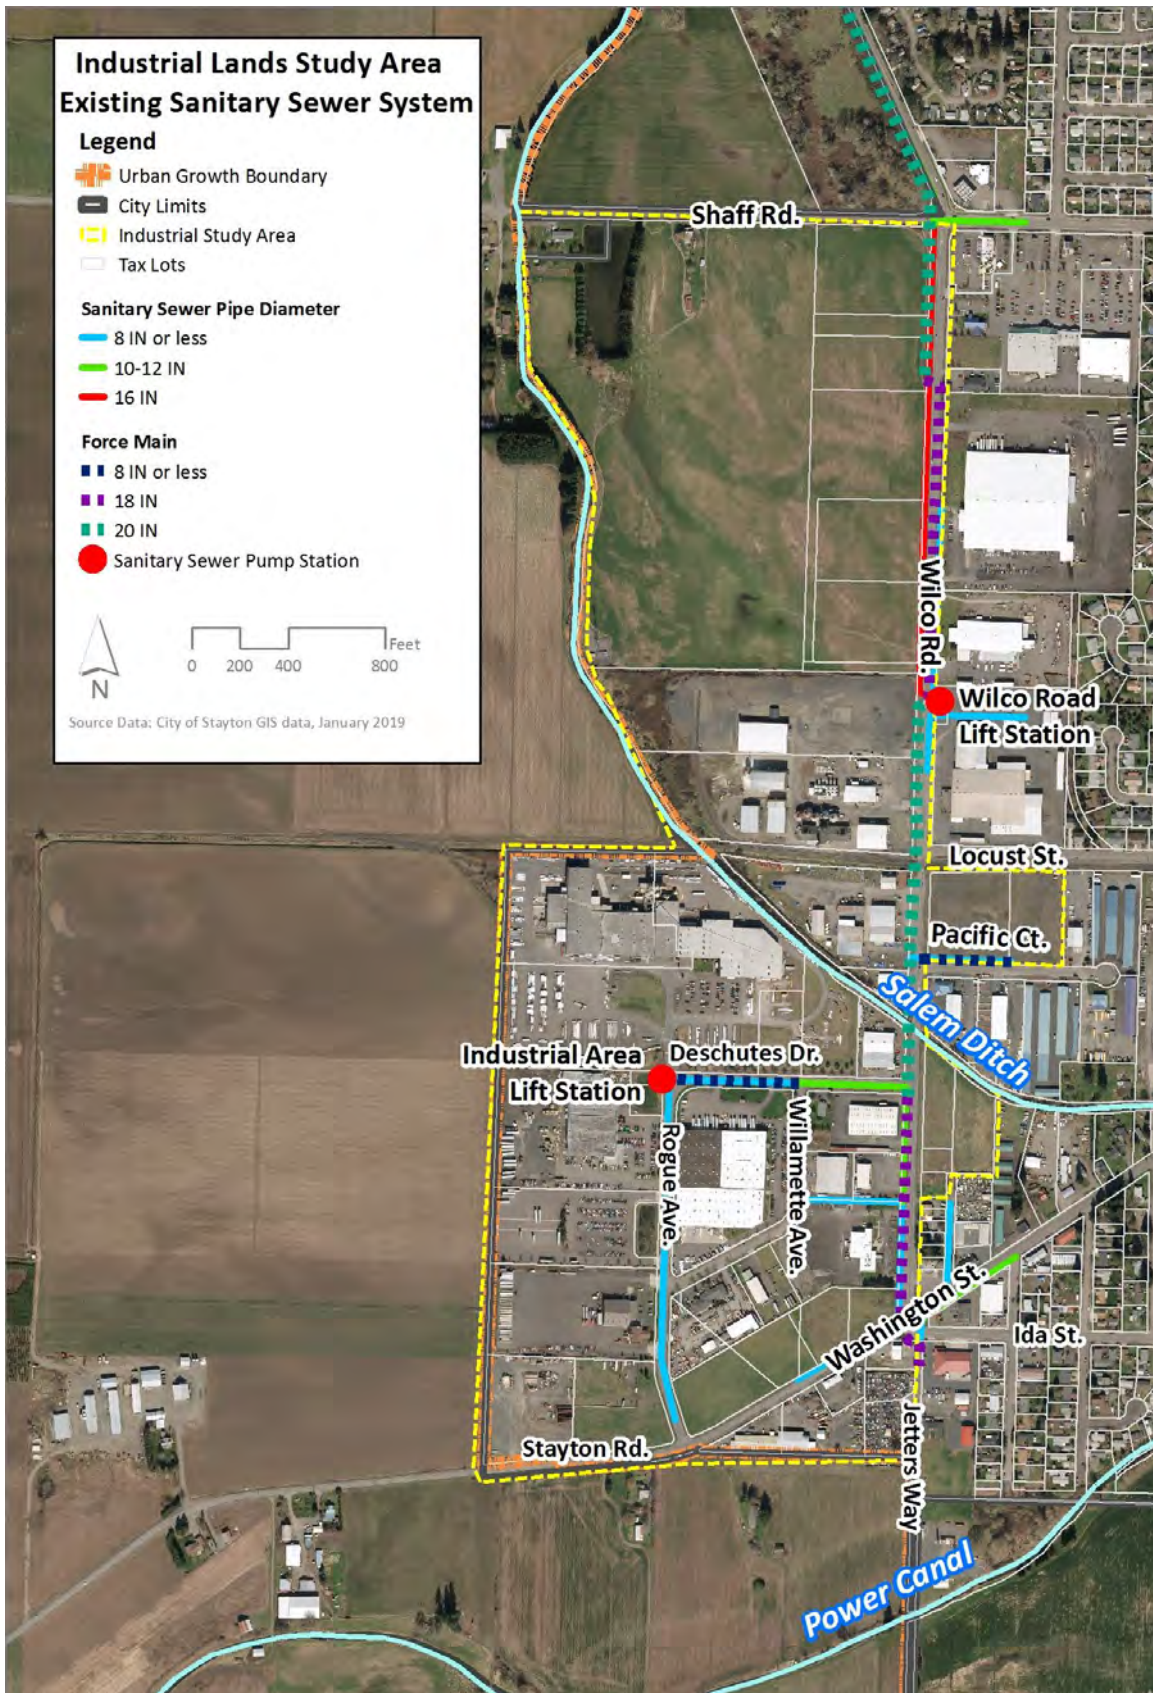 Industrial Lands Study Area
Existing Sanitary Sewer System
Legend
Urban Growth Boundary
City Limits
Industrial Study Area
Tax Lots
Sanitary Sewer Pipe Diameter
8 IN or less
10-12 IN
16 IN
Force Main
8 IN or less
18 IN
20 IN
Sanitary Sewer Pump Station
N
Feet
0 200 400 800
Source Data: City of Stayton GIS data, January 2019
Shaff Rd.
Wilco Rd.
Wilco Road
Lift Station
Locust St.
Pacific Ct.
Salem Ditch
Industrial Area
Lift Station
Deschutes Dr.
Rogue Ave.
Willamette Ave.
Washington St.
Ida St.
Stayton Rd.
Jetters Way
Power Canal